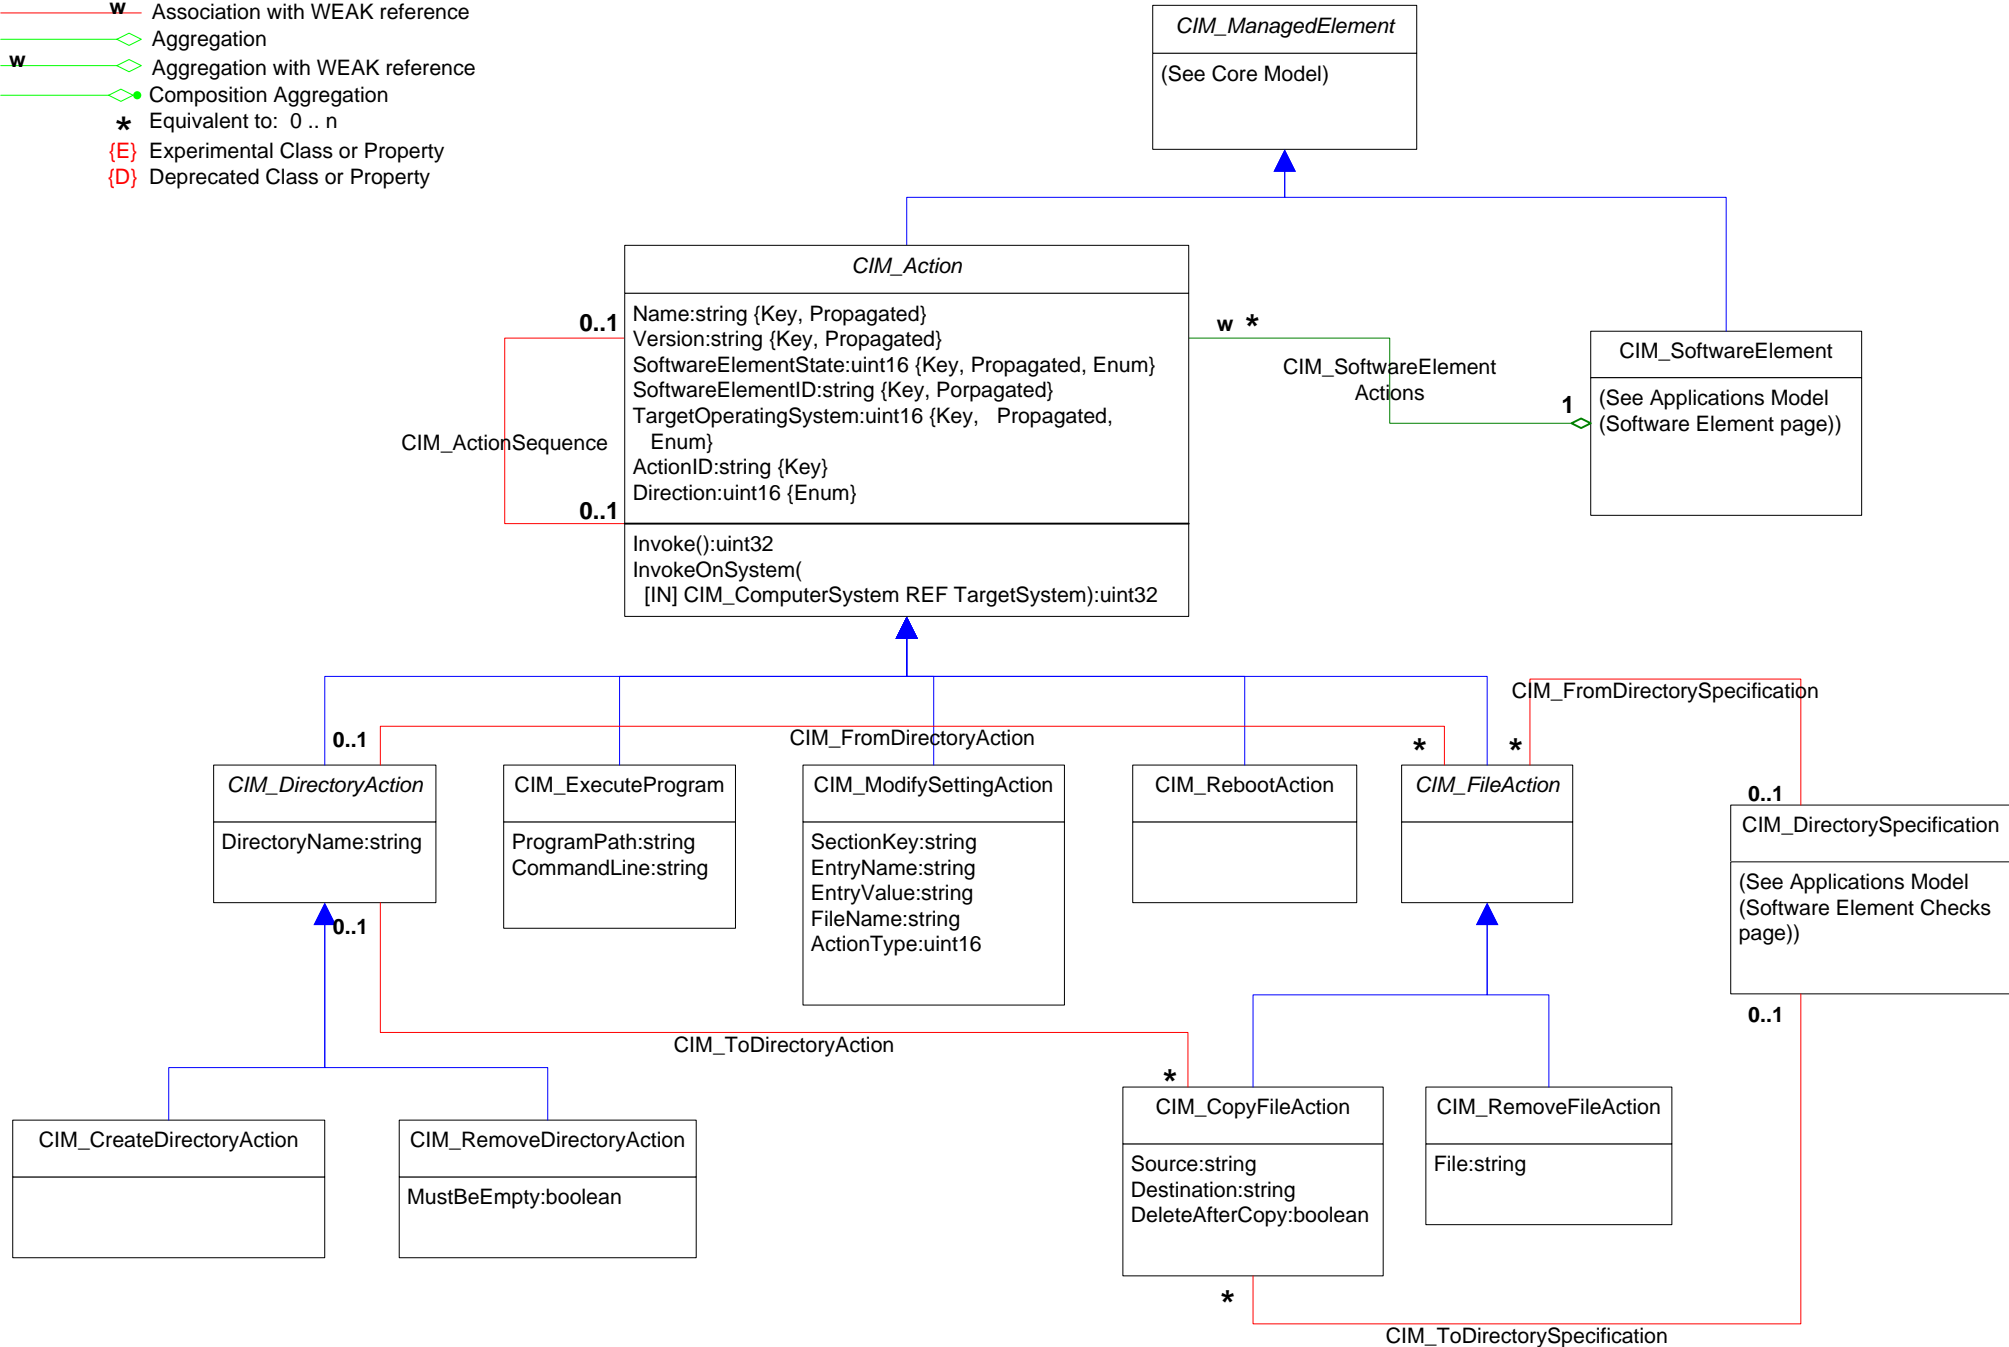 w Association with WEAK reference
Aggregation
w Aggregation with WEAK reference
Composition Aggregation
* Equivalent to: 0 .. n
{E} Experimental Class or Property
{D} Deprecated Class or Property
CIM_ManagedElement
(See Core Model)
CIM_Action
Name:string {Key, Propagated}
Version:string {Key, Propagated}
SoftwareElementState:uint16 {Key, Propagated, Enum}
SoftwareElementID:string {Key, Porpagated}
TargetOperatingSystem:uint16 {Key, Propagated,
Enum}
ActionID:string {Key}
Direction:uint16 {Enum}
Invoke():uint32
InvokeOnSystem(
[IN] CIM_ComputerSystem REF TargetSystem):uint32
0..1
CIM_ActionSequence
0..1
w *
CIM_SoftwareElement
Actions
1
CIM_SoftwareElement
(See Applications Model
(Software Element page))
CIM_FromDirectorySpecification
0..1
CIM_FromDirectoryAction
*
*
CIM_DirectoryAction
DirectoryName:string
CIM_ExecuteProgram
ProgramPath:string
CommandLine:string
CIM_ModifySettingAction
SectionKey:string
EntryName:string
EntryValue:string
FileName:string
ActionType:uint16
CIM_RebootAction
CIM_FileAction
0..1
CIM_DirectorySpecification
(See Applications Model
(Software Element Checks
page))
0..1
0..1
CIM_ToDirectoryAction
*
CIM_CreateDirectoryAction
CIM_RemoveDirectoryAction
MustBeEmpty:boolean
CIM_CopyFileAction
Source:string
Destination:string
DeleteAfterCopy:boolean
CIM_RemoveFileAction
File:string
*
CIM_ToDirectorySpecification